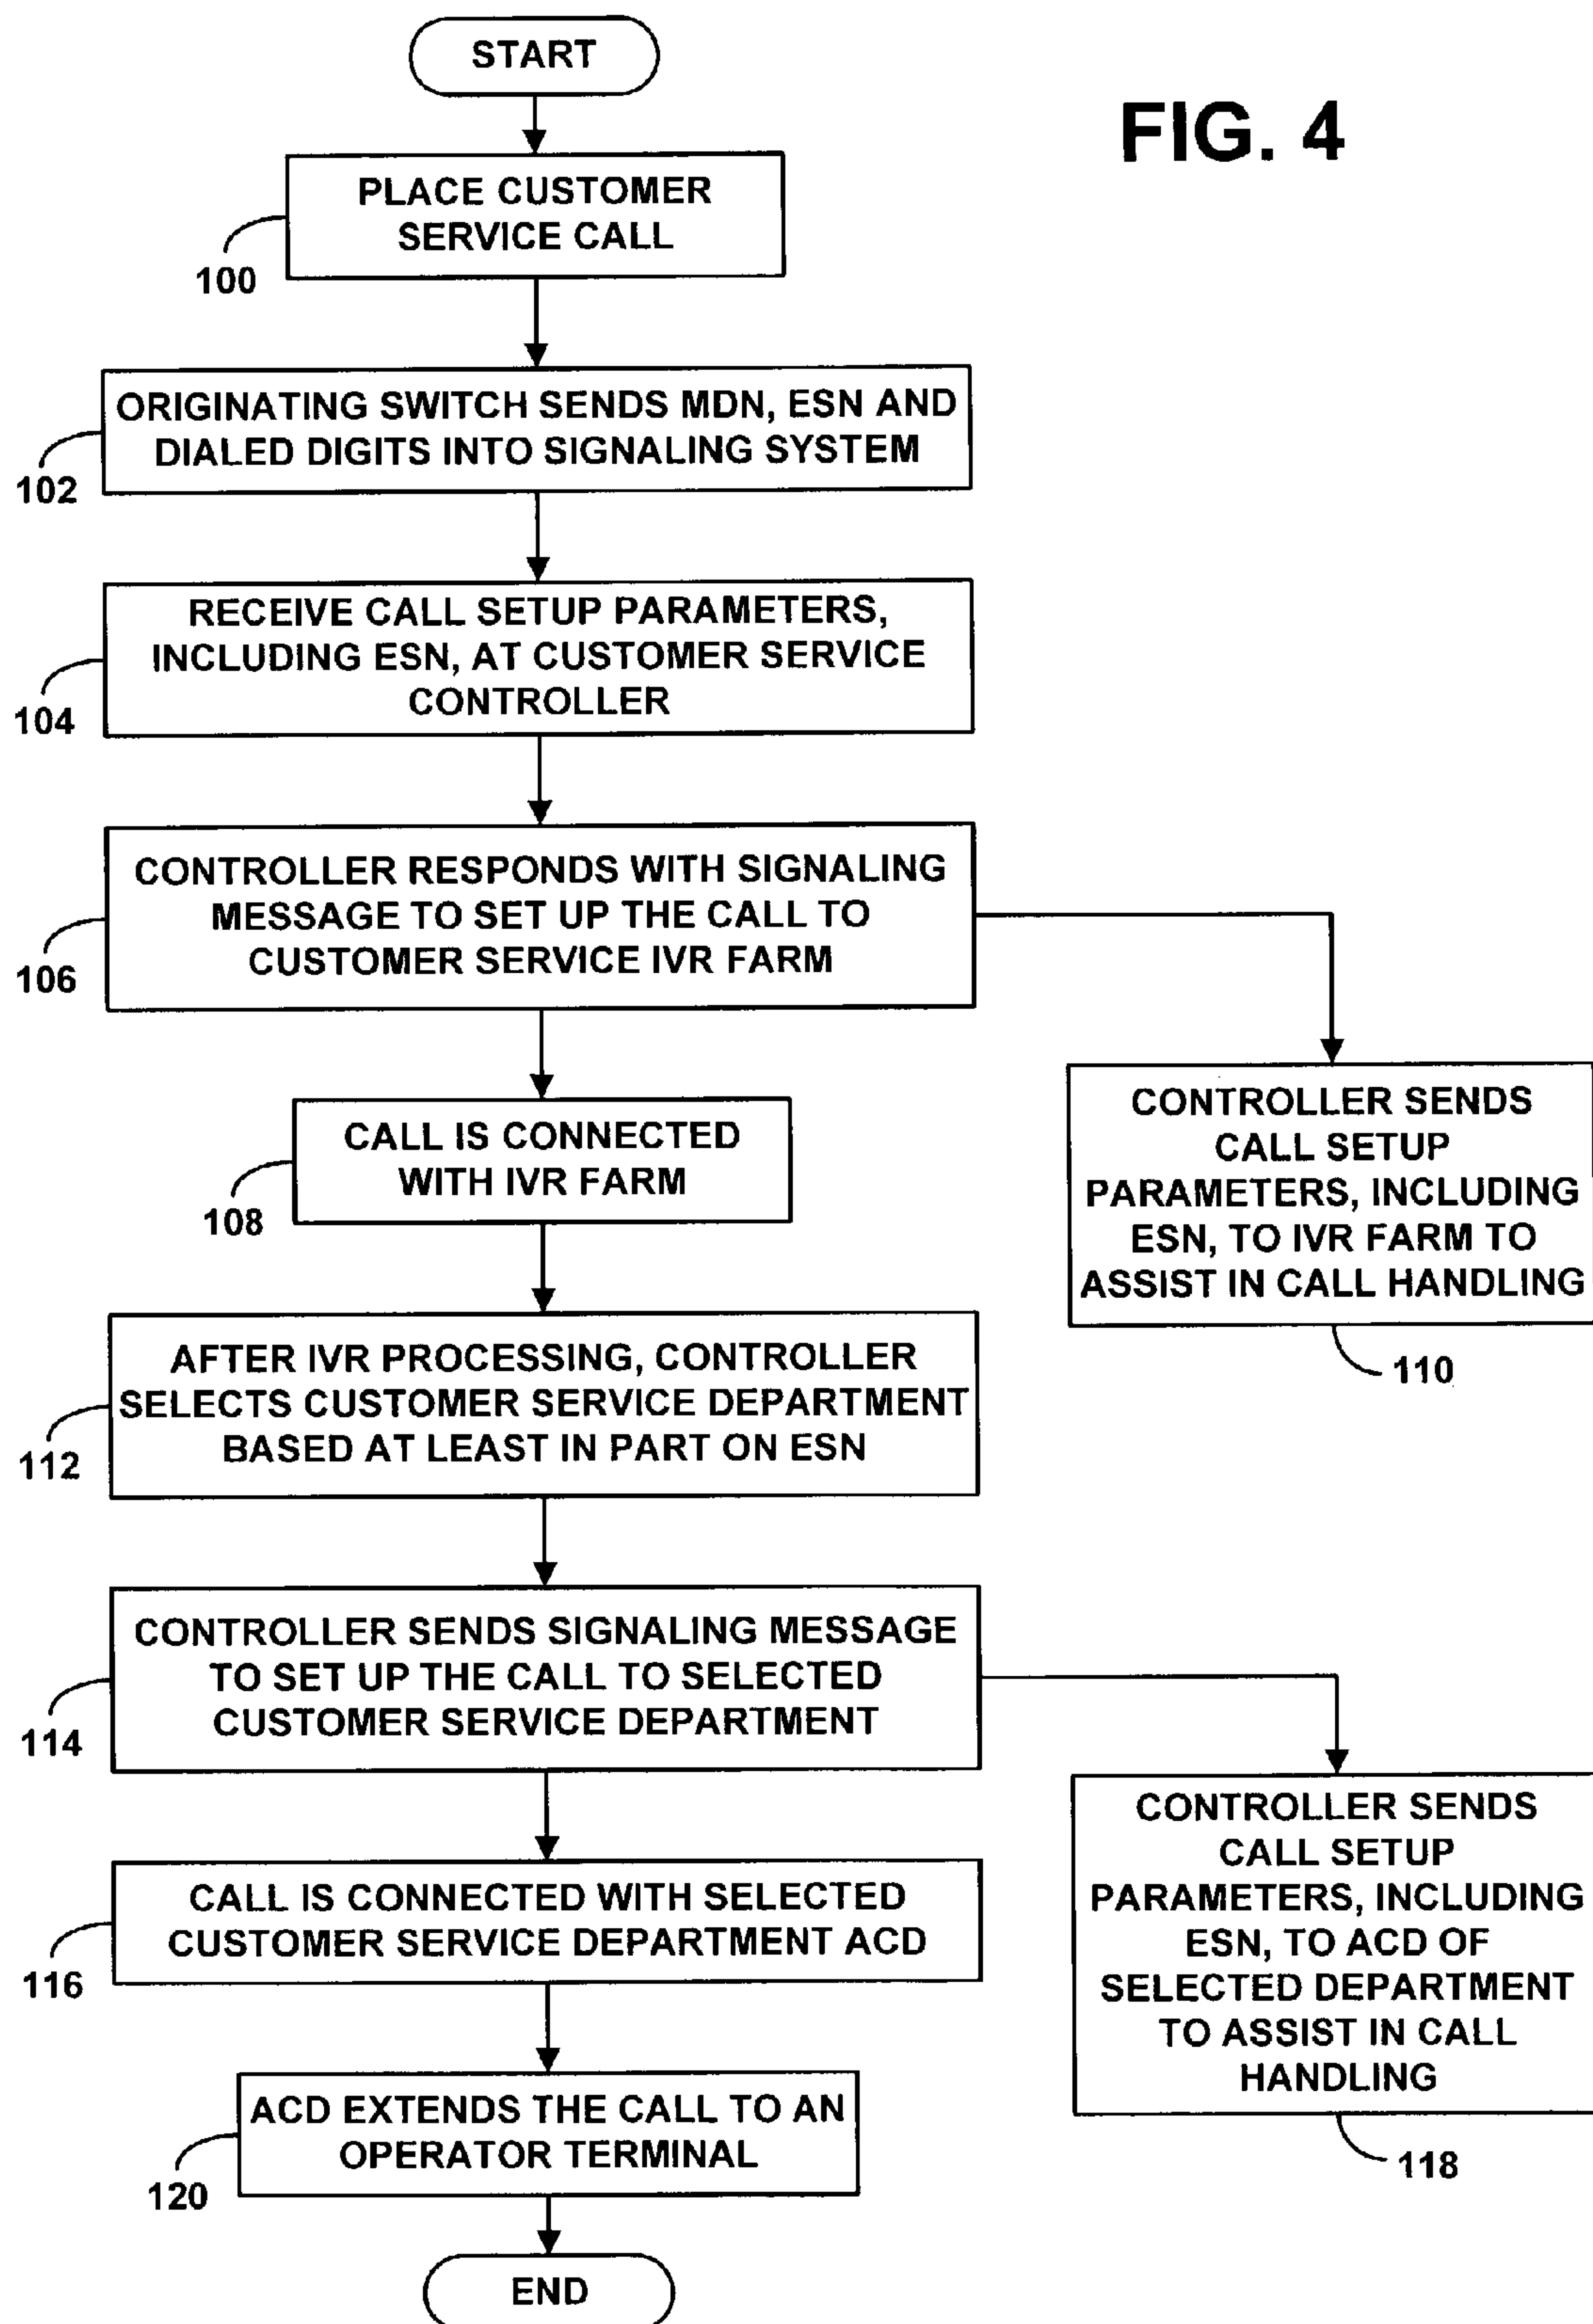 START
FIG. 4
PLACE CUSTOMER
SERVICE CALL
100
ORIGINATING SWITCH SENDS MDN, ESN AND
DIALED DIGITS INTO SIGNALING SYSTEM
102
RECEIVE CALL SETUP PARAMETERS,
INCLUDING ESN, AT CUSTOMER SERVICE
CONTROLLER
104
CONTROLLER RESPONDS WITH SIGNALING
MESSAGE TO SET UP THE CALL TO
CUSTOMER SERVICE IVR FARM
106
CALL IS CONNECTED
WITH IVR FARM
108
CONTROLLER SENDS
CALL SETUP
PARAMETERS, INCLUDING
ESN, TO IVR FARM TO
ASSIST IN CALL HANDLING
110
AFTER IVR PROCESSING, CONTROLLER
SELECTS CUSTOMER SERVICE DEPARTMENT
BASED AT LEAST IN PART ON ESN
112
CONTROLLER SENDS SIGNALING MESSAGE
TO SET UP THE CALL TO SELECTED
CUSTOMER SERVICE DEPARTMENT
114
CALL IS CONNECTED WITH SELECTED
CUSTOMER SERVICE DEPARTMENT ACD
116
CONTROLLER SENDS
CALL SETUP
PARAMETERS, INCLUDING
ESN, TO ACD OF
SELECTED DEPARTMENT
TO ASSIST IN CALL
HANDLING
118
ACD EXTENDS THE CALL TO AN
OPERATOR TERMINAL
120
END